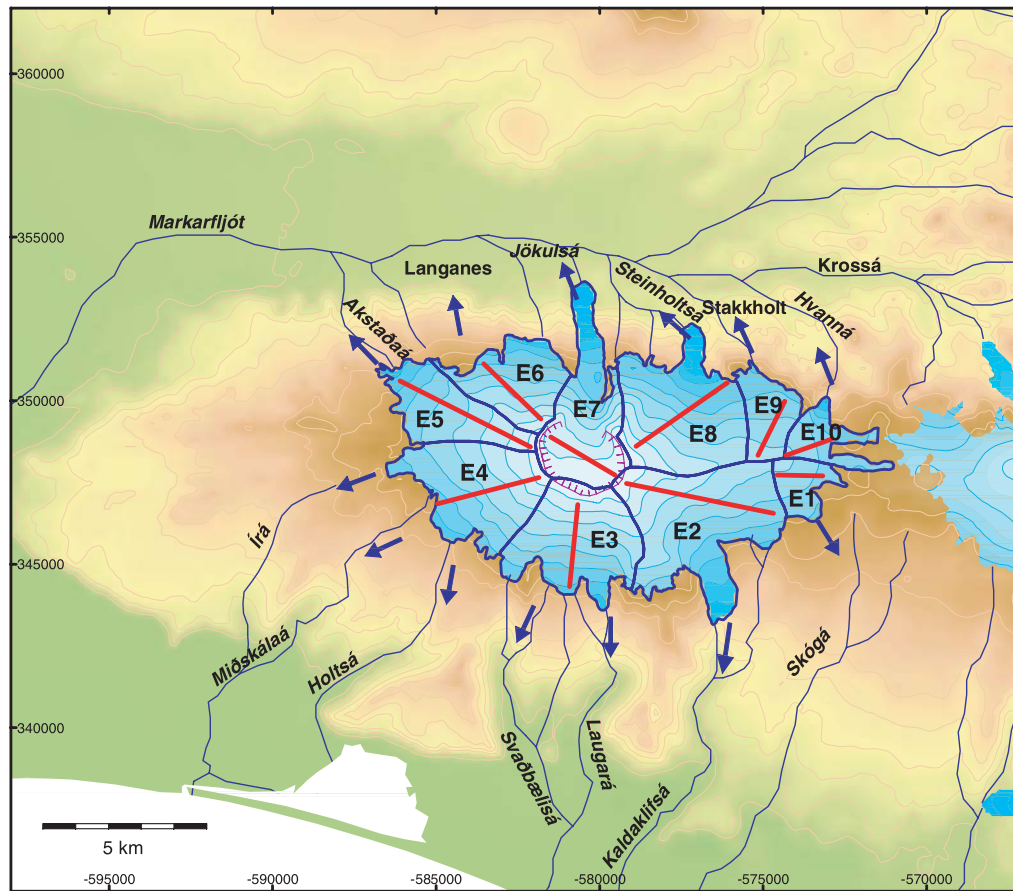 360000
Markarfljót
355000
Jökulsá
Langanes
Krossá
Steinholtsa
Stakkholt
Hvanná
Akstaðaá
350000
E6
E7
E9
E5
E8
E10
E4
E1
E2
E3
Írá
345000
Miðskálaá
Holtsá
Skógá
340000
Svaðbælisá
Laugará
Kaldaklifsá
5 km
-595000
-590000
-585000
-580000
-575000
-570000